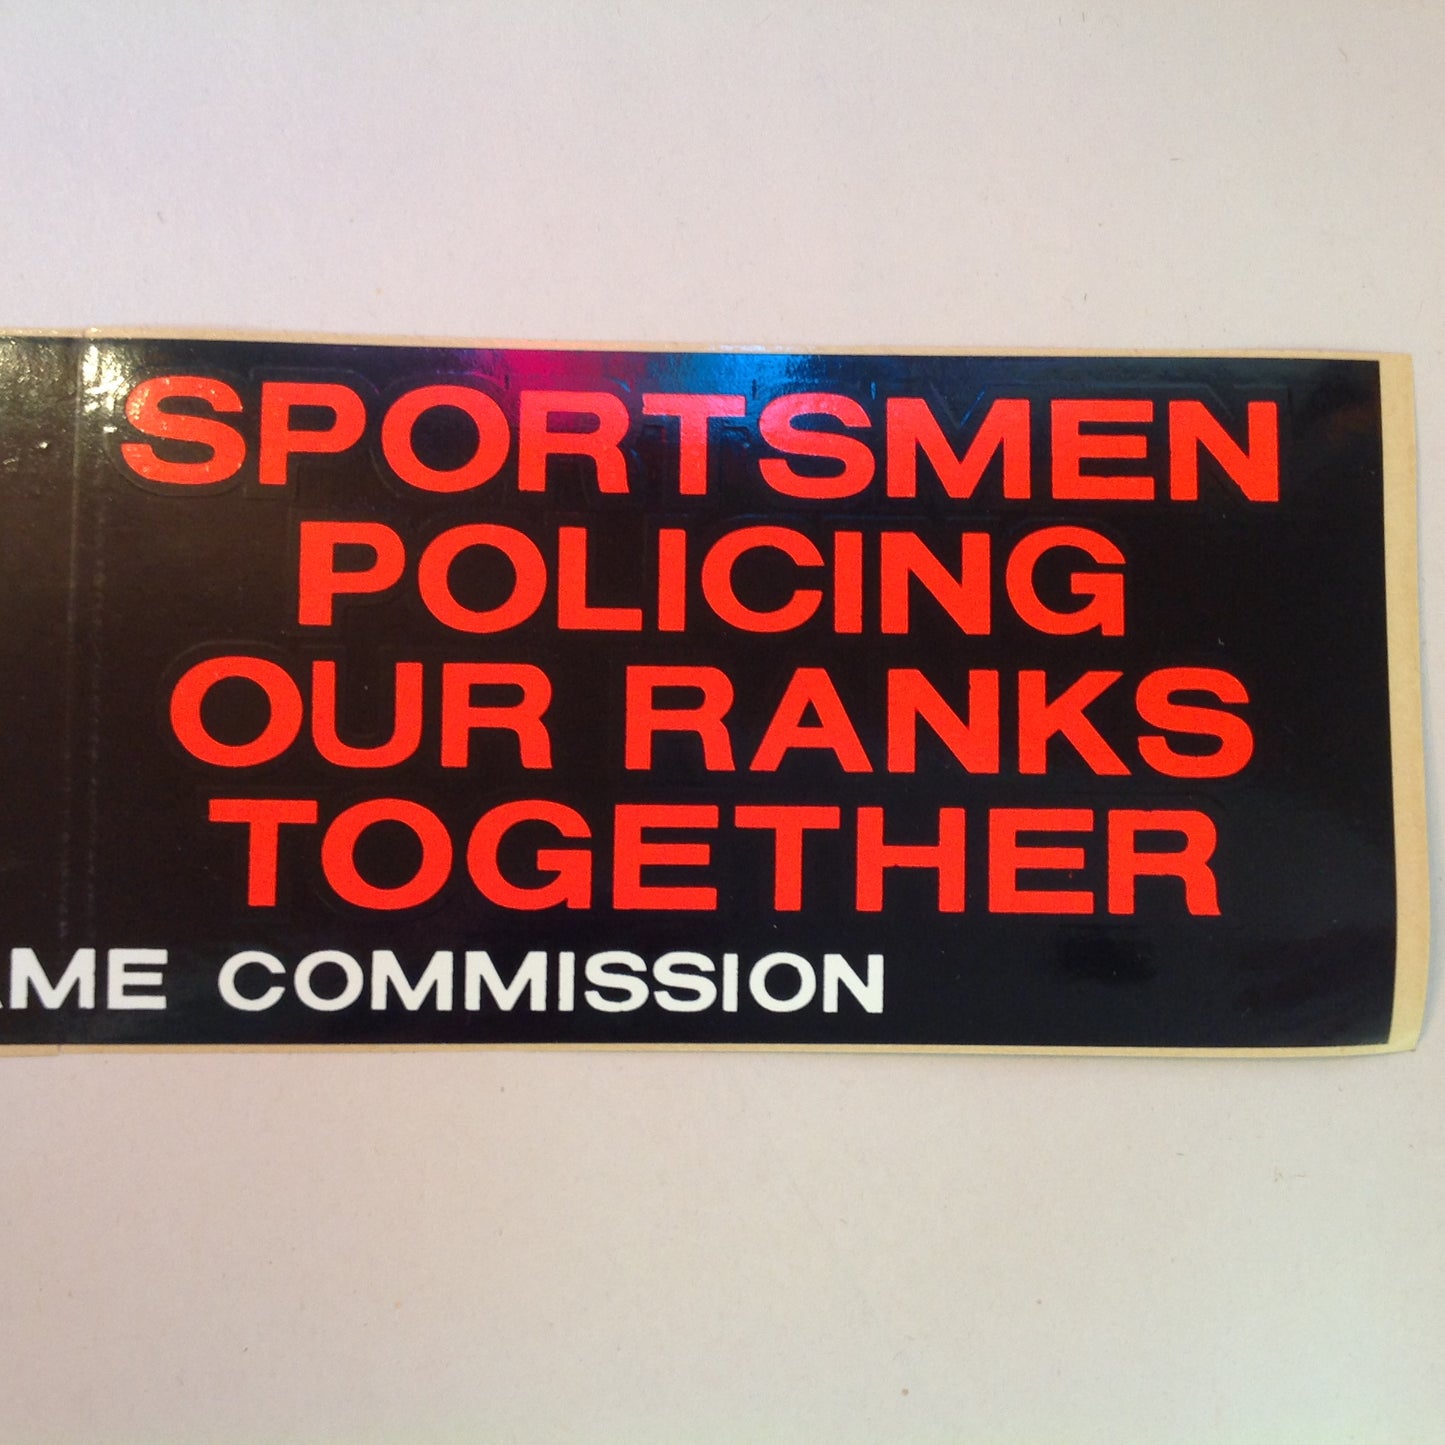 SPORTSMEN
POLICING
OUR RANKS
TOGETHER
AME COMMISSION